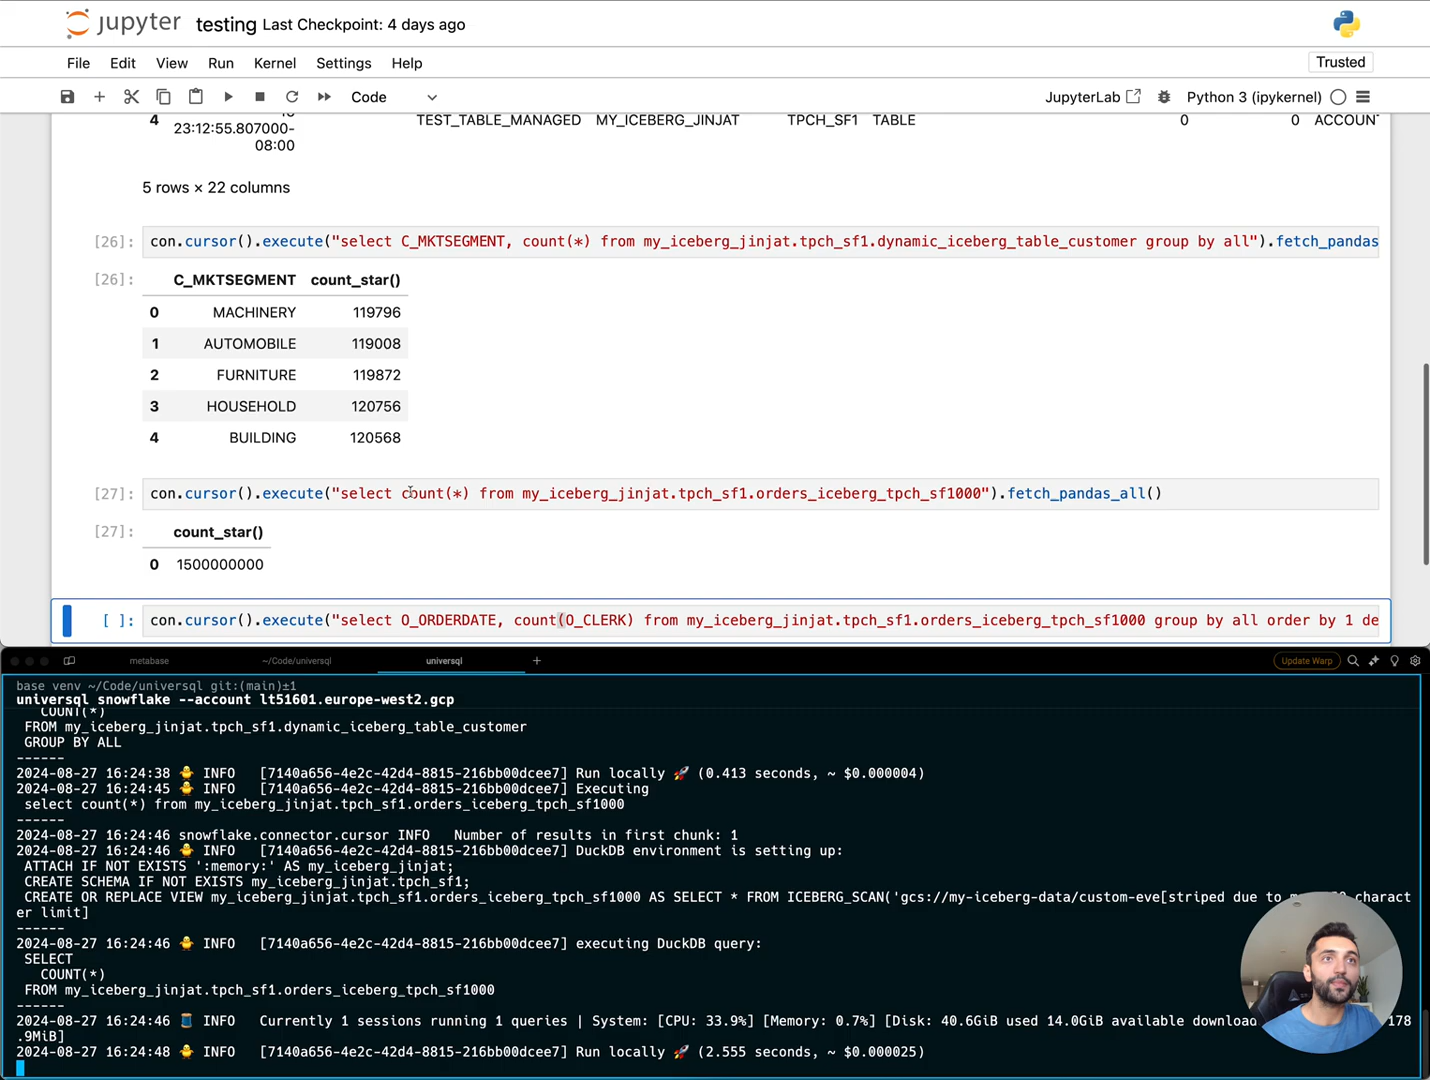 jupyter testing Last Checkpoint: 4 days ago
File Edit View Run Kernel Settings Help Trusted
Code JupyterLab Python 3 (ipykernel)
4 23:12:55.807000- TEST_TABLE_MANAGED MY_ICEBERG_JINJAT TPCH_SF1 TABLE 0 0 ACCOUNT
08:00
5 rows × 22 columns
[26]: con.cursor().execute("select C_MKTSEGMENT, count(*) from my_iceberg_jinjat.tpch_sf1.dynamic_iceberg_table_customer group by all").fetch_pandas
[26]: C_MKTSEGMENT count_star()
0 MACHINERY 119796
1 AUTOMOBILE 119008
2 FURNITURE 119872
3 HOUSEHOLD 120756
4 BUILDING 120568
[27]: con.cursor().execute("select count(*) from my_iceberg_jinjat.tpch_sf1.orders_iceberg_tpch_sf1000").fetch_pandas_all()
[27]: count_star()
0 1500000000
[ ]: con.cursor().execute("select O_ORDERDATE, count(O_CLERK) from my_iceberg_jinjat.tpch_sf1.orders_iceberg_tpch_sf1000 group by all order by 1 de
metabase ~/Code/universql universql + Update Warp
base venv ~/Code/universql git:(main)±1
universql snowflake --account lt51601.europe-west2.gcp
COUNT(*)
FROM my_iceberg_jinjat.tpch_sf1.dynamic_iceberg_table_customer
GROUP BY ALL
------
2024-08-27 16:24:38 🐥 INFO [7140a656-4e2c-42d4-8815-216bb00dcee7] Run locally 🚀 (0.413 seconds, ~ $0.000004)
2024-08-27 16:24:45 🐥 INFO [7140a656-4e2c-42d4-8815-216bb00dcee7] Executing
select count(*) from my_iceberg_jinjat.tpch_sf1.orders_iceberg_tpch_sf1000
------
2024-08-27 16:24:46 snowflake.connector.cursor INFO Number of results in first chunk: 1
2024-08-27 16:24:46 🐥 INFO [7140a656-4e2c-42d4-8815-216bb00dcee7] DuckDB environment is setting up:
ATTACH IF NOT EXISTS ':memory:' AS my_iceberg_jinjat;
CREATE SCHEMA IF NOT EXISTS my_iceberg_jinjat.tpch_sf1;
CREATE OR REPLACE VIEW my_iceberg_jinjat.tpch_sf1.orders_iceberg_tpch_sf1000 AS SELECT * FROM ICEBERG_SCAN('gcs://my-iceberg-data/custom-eve[striped due to charact
er limit]
------
2024-08-27 16:24:46 🐥 INFO [7140a656-4e2c-42d4-8815-216bb00dcee7] executing DuckDB query:
SELECT
COUNT(*)
FROM my_iceberg_jinjat.tpch_sf1.orders_iceberg_tpch_sf1000
------
2024-08-27 16:24:46 🧵 INFO Currently 1 sessions running 1 queries | System: [CPU: 33.9%] [Memory: 0.7%] [Disk: 40.6GiB used 14.0GiB available 178
.9MiB]
2024-08-27 16:24:48 🐥 INFO [7140a656-4e2c-42d4-8815-216bb00dcee7] Run locally 🚀 (2.555 seconds, ~ $0.000025)